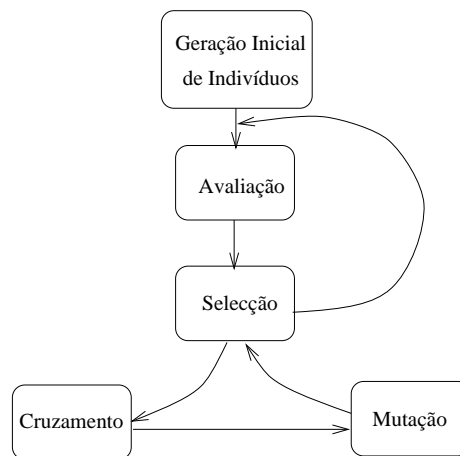 Geração Inicial
de Indivíduos
Avaliação
Selecção
Cruzamento
Mutação